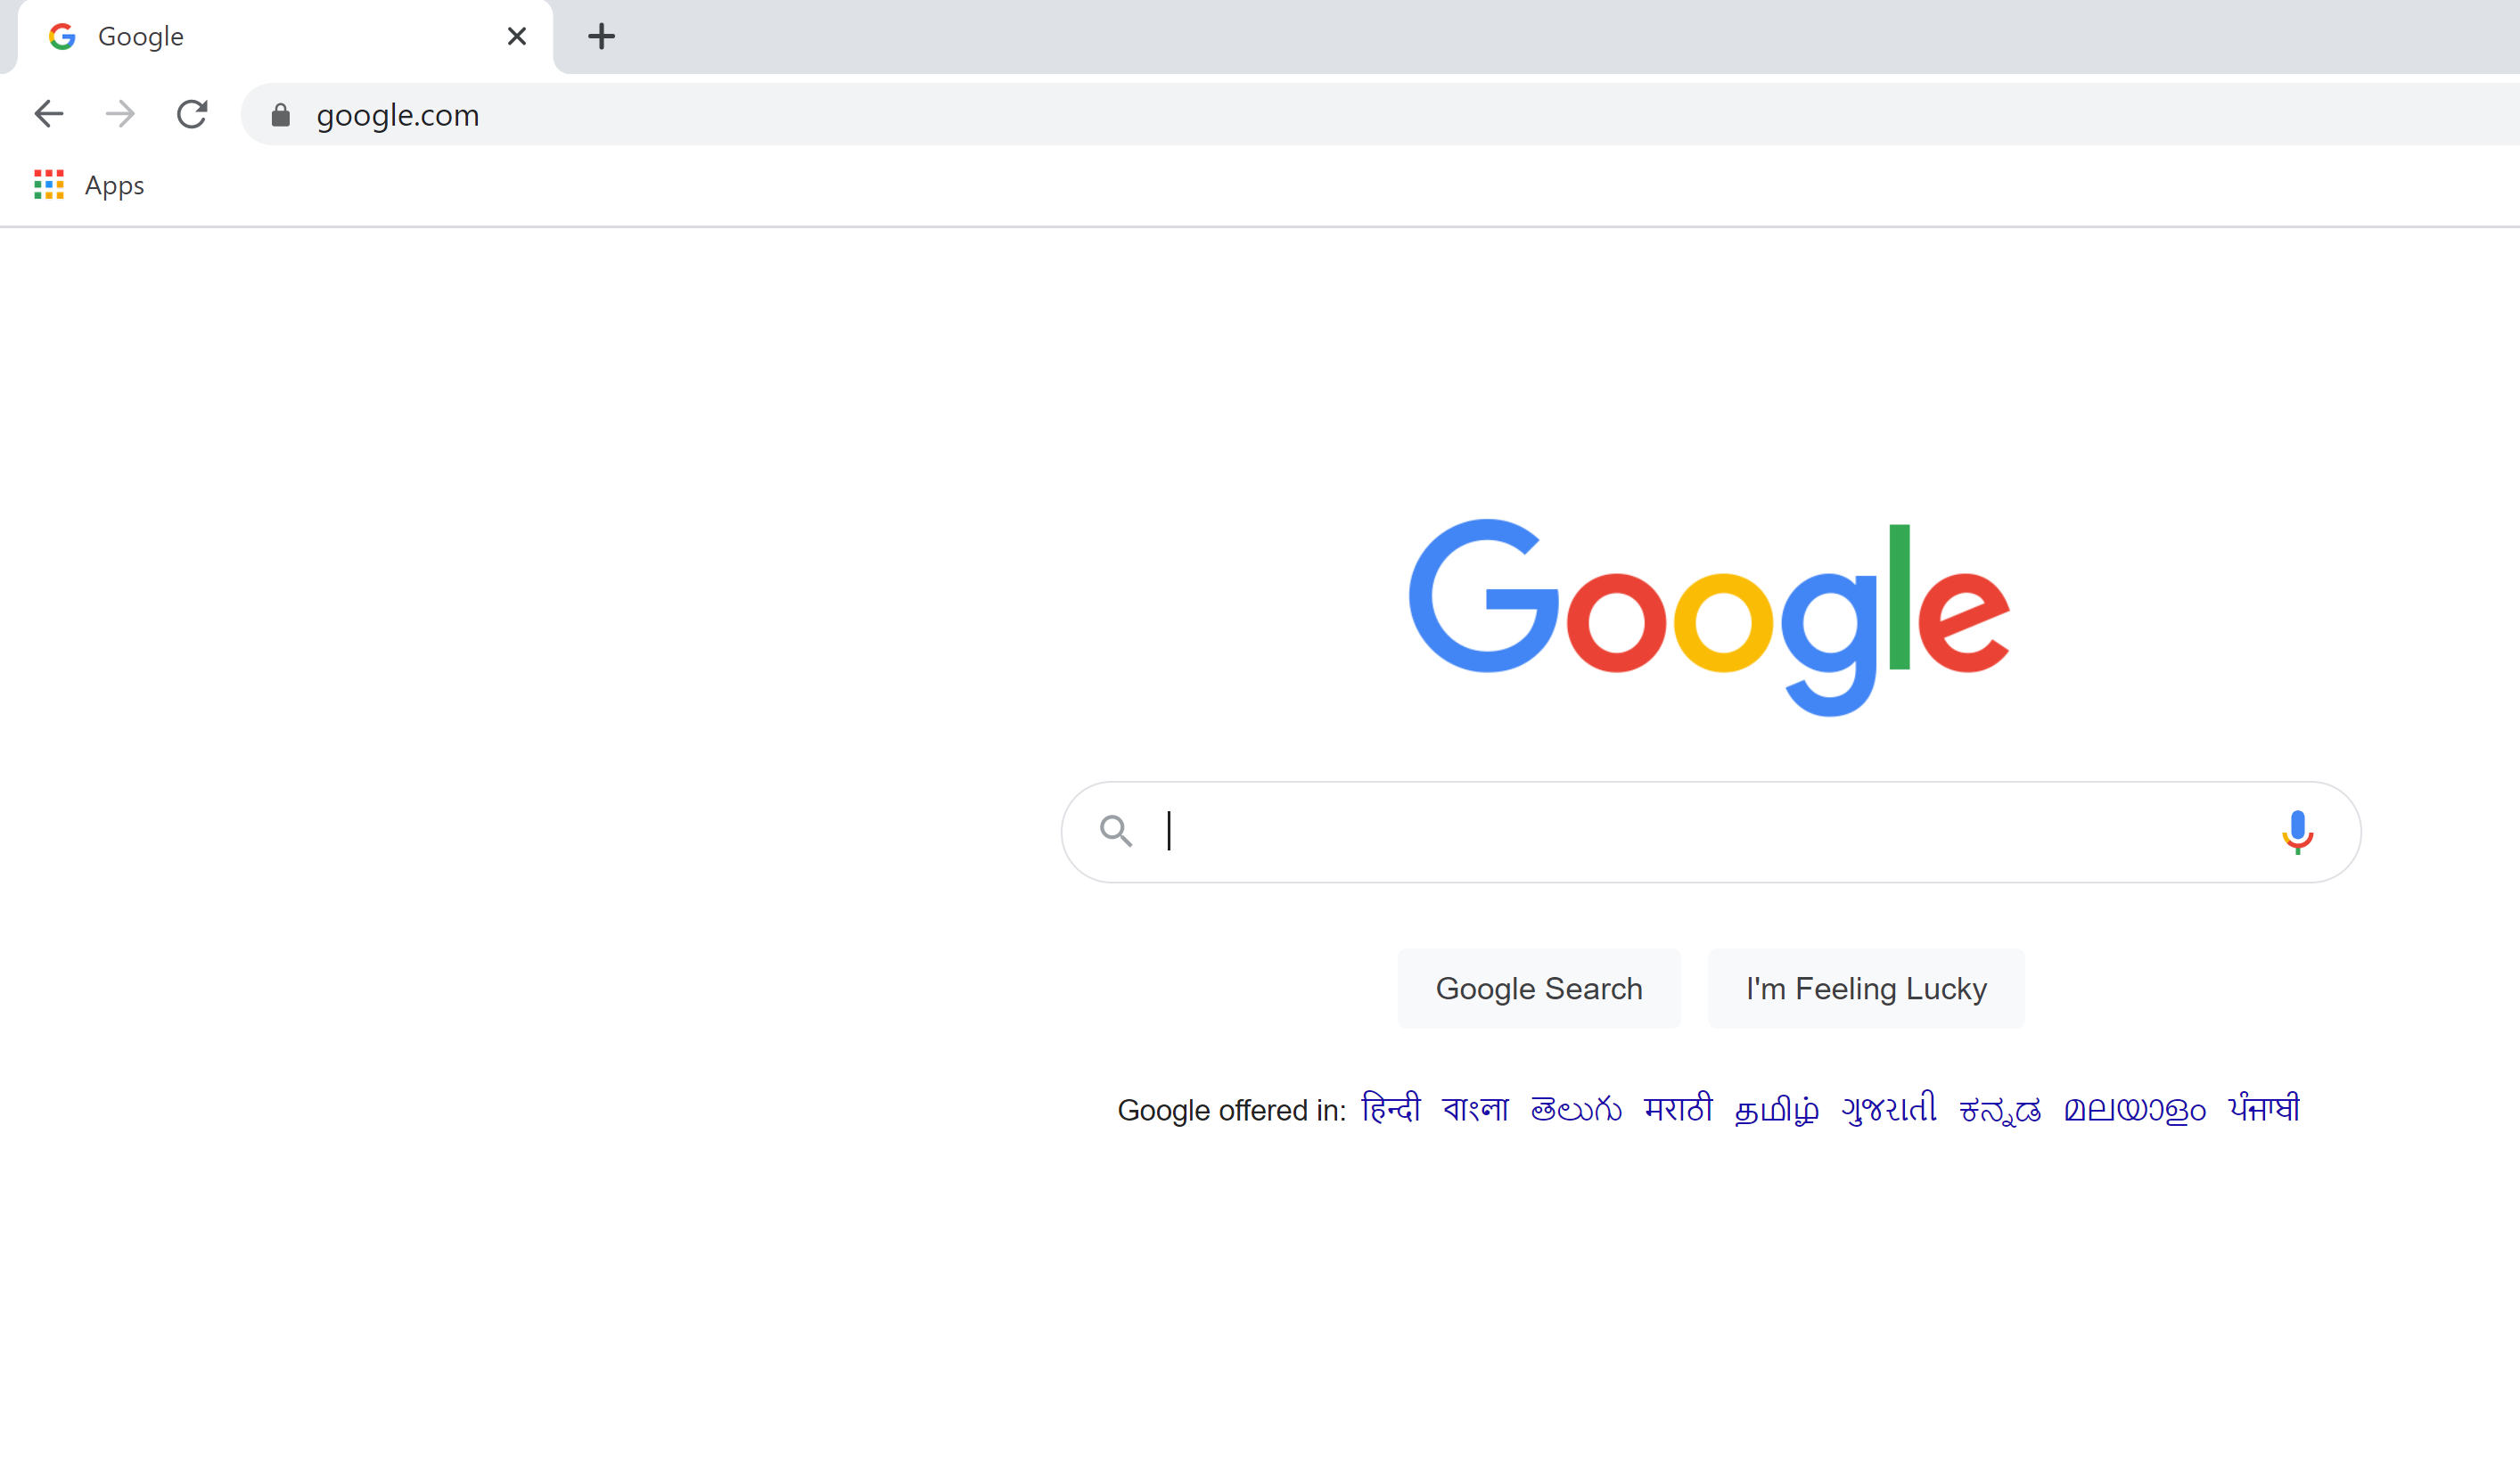 Google
google.com
Apps
Google
Google Search
I'm Feeling Lucky
Google offered in: हिन्दी বাংলা తెలుగు मराठी தமிழ் ગુજરાતી ಕನ್ನಡ മലയാളം ਪੰਜਾਬੀ